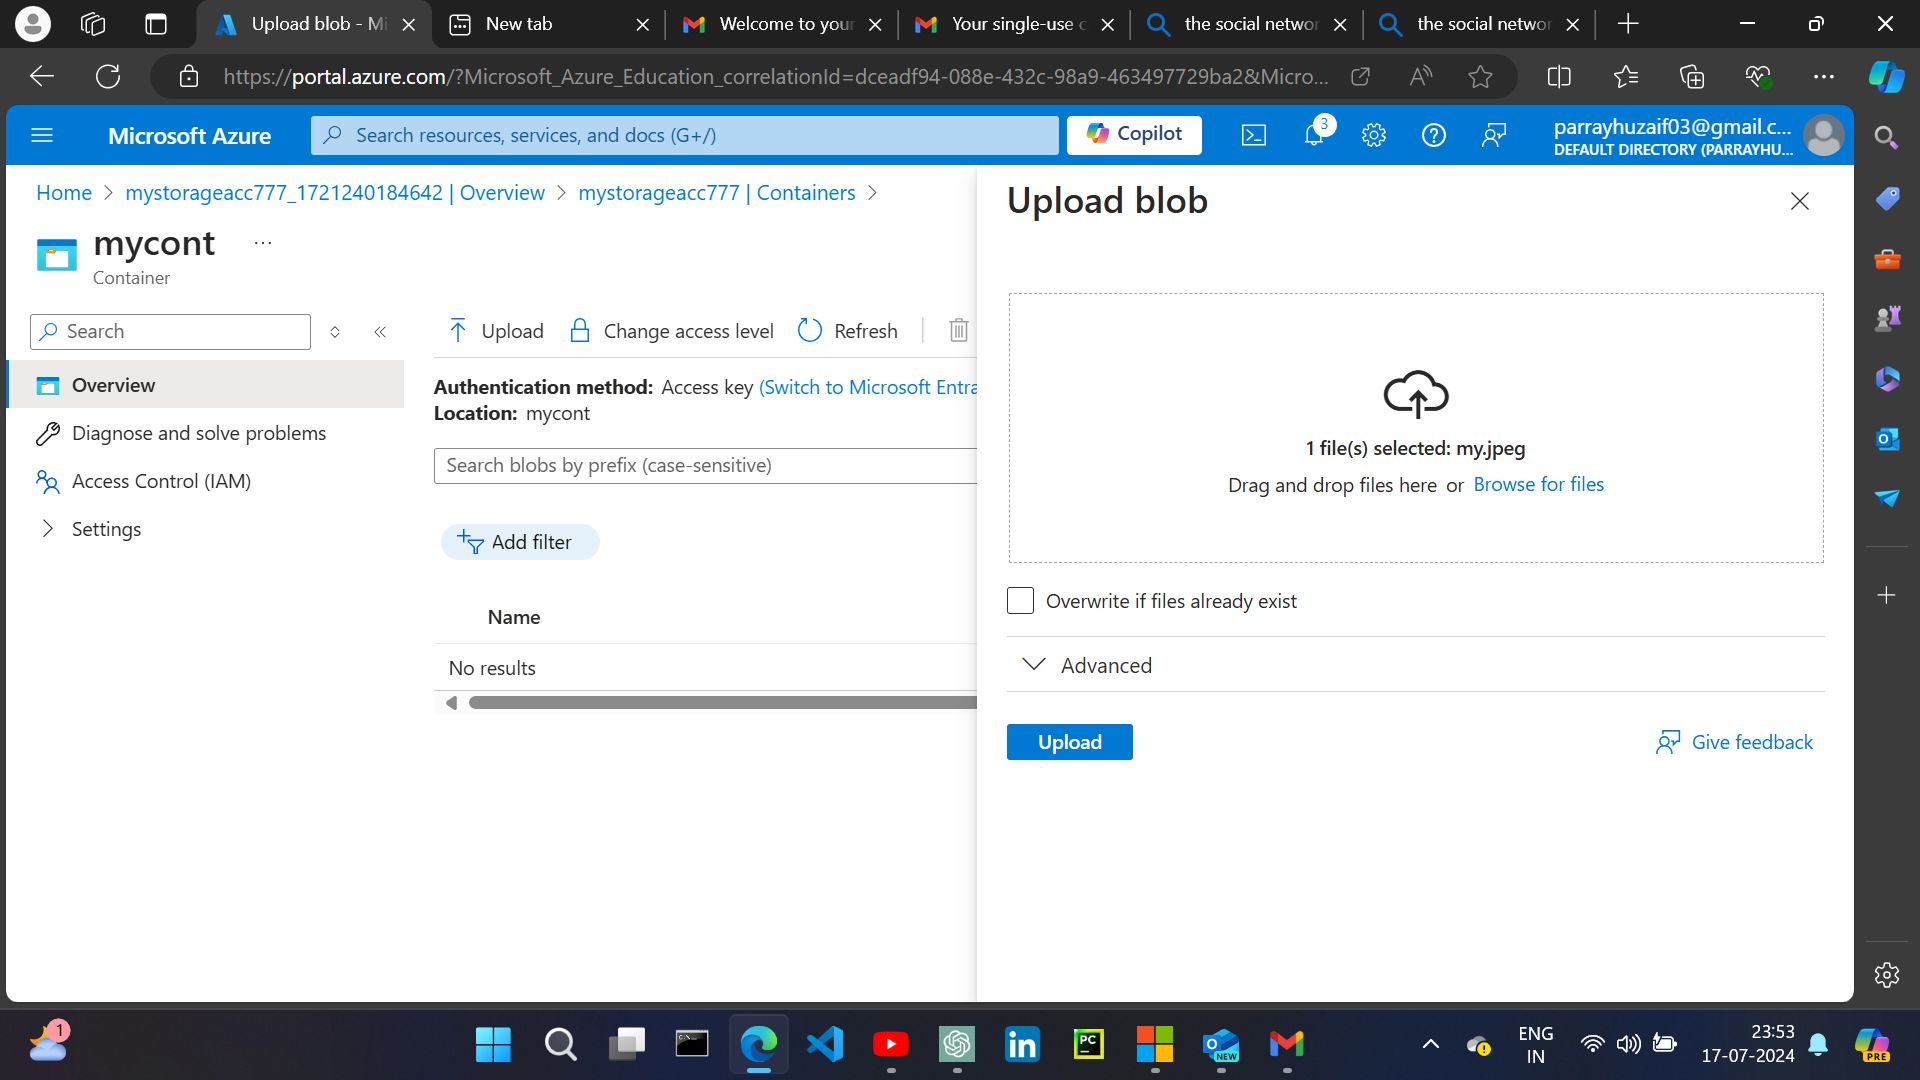 Upload blob - Mi
New tab
Welcome to your
Your single-use c
the social networ
the social networ
https://portal.azure.com/?Microsoft_Azure_Education_correlationId=dceadf94-088e-432c-98a9-463497729ba2&Micro...
Microsoft Azure
Search resources, services, and docs (G+/)
Copilot
3
parrayhuzaif03@gmail.c...
DEFAULT DIRECTORY (PARRAYHU...
Home > mystorageacc777_1721240184642 | Overview > mystorageacc777 | Containers >
mycont ...
Container
Search
Overview
Diagnose and solve problems
Access Control (IAM)
Settings
Upload
Change access level
Refresh
Authentication method: Access key (Switch to Microsoft Entra
Location: mycont
Search blobs by prefix (case-sensitive)
Add filter
Name
No results
Upload blob
1 file(s) selected: my.jpeg
Drag and drop files here or Browse for files
Overwrite if files already exist
Advanced
Upload
Give feedback
1
PC
NEW
ENG
IN
23:53
17-07-2024
PRE